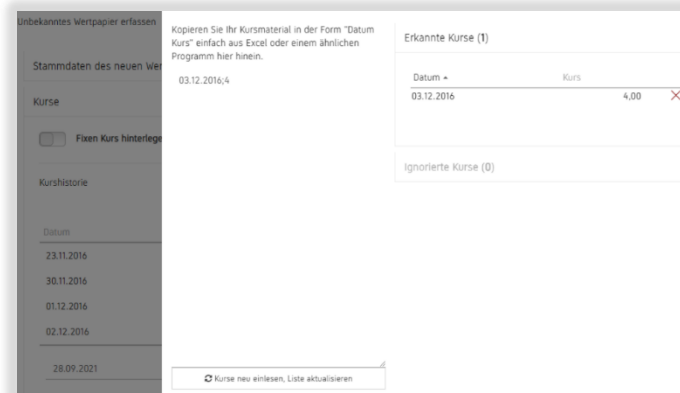 Unbekanntes Wertpapier erfassen
Stammdaten des neuen Wer
Kurse
Fixen Kurs hinterlege
Kurshistorie
Datum
23.11.2016
30.11.2016
01.12.2016
02.12.2016
28.09.2021
Kopieren Sie Ihr Kursmaterial in der Form "Datum
Kurs" einfach aus Excel oder einem ähnlichen
Programm hier hinein.
03.12.2016;4
Kurse neu einlesen, Liste aktualisieren
Erkannte Kurse (1)
Datum Kurs
03.12.2016 4,00
Ignorierte Kurse (0)